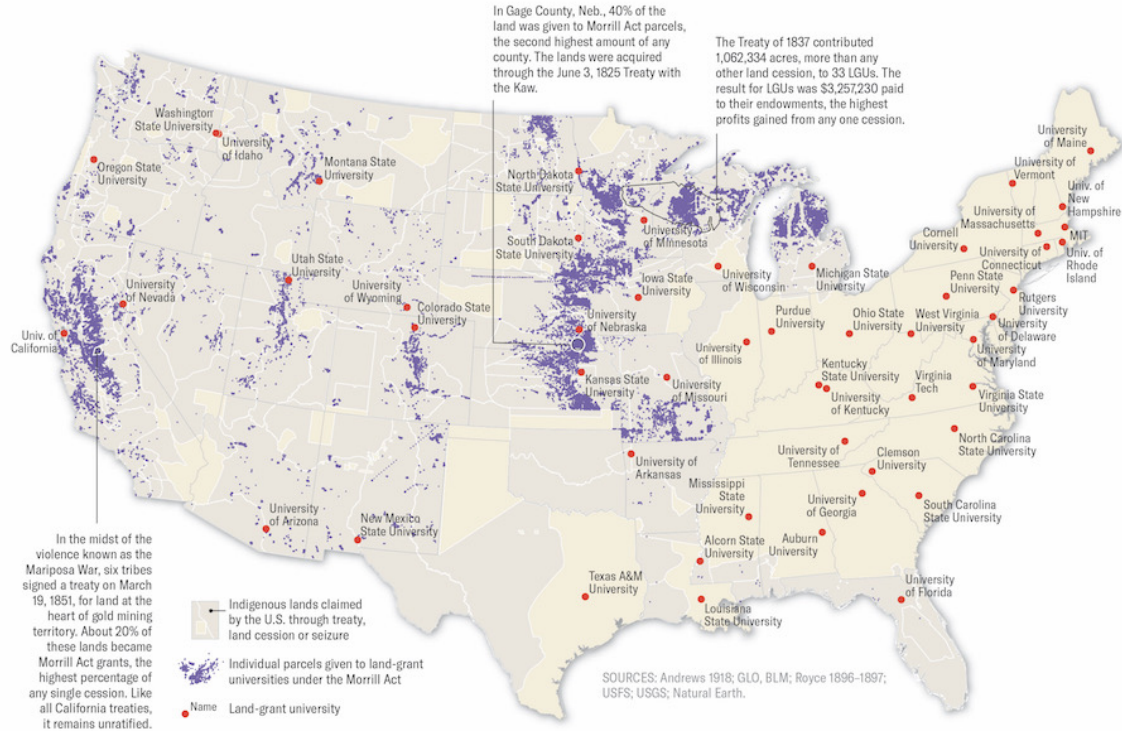 In Gage County, Neb., 40% of the
land was given to Morrill Act parcels,
the second highest amount of any
county. The lands were acquired
through the June 3, 1825 Treaty with
the Kaw.
The Treaty of 1837 contributed
1,062,334 acres, more than any
other land cession, to 33 LGUs. The
result for LGUs was $3,257,230 paid
to their endowments, the highest
profits gained from any one cession.
Washington
State University
University
of Idaho
Oregon State
University
Montana State
University
North Dakota
State University
University
of Minnesota
South Dakota
State University
University of
Maine
University of
Vermont
Univ. of
New
Hampshire
University of
Massachusetts
MIT
Cornell
University
University of
Connecticut
Univ. of
Rhode
Island
Utah State
University
University
of Wyoming
Iowa State
University
University
of Wisconsin
Michigan State
University
Penn State
University
Rutgers
University
University
of Nevada
Colorado State
University
University
of Nebraska
Purdue
University
Ohio State
University
West Virginia
University
University
of Delaware
Univ. of
California
University
of Illinois
University
of Maryland
Kansas State
University
University
of Missouri
Kentucky
State University
University
of Kentucky
Virginia
Tech
Virginia State
University
North Carolina
State University
University of
Arkansas
University of
Tennessee
Clemson
University
Mississippi
State
University
University
of Georgia
South Carolina
State University
University
of Arizona
New Mexico
State University
Alcorn State
University
Auburn
University
Texas A&M
University
Louisiana
State University
University
of Florida
In the midst of the
violence known as the
Mariposa War, six tribes
signed a treaty on March
19, 1851, for land at the
heart of gold mining
territory. About 20% of
these lands became
Morrill Act grants, the
highest percentage of
any single cession. Like
all California treaties,
it remains unratified.
Indigenous lands claimed
by the U.S. through treaty,
land cession or seizure
Individual parcels given to land-grant
universities under the Morrill Act
Name Land-grant university
SOURCES: Andrews 1918; GLO, BLM; Royce 1896–1897;
USFS; USGS; Natural Earth.